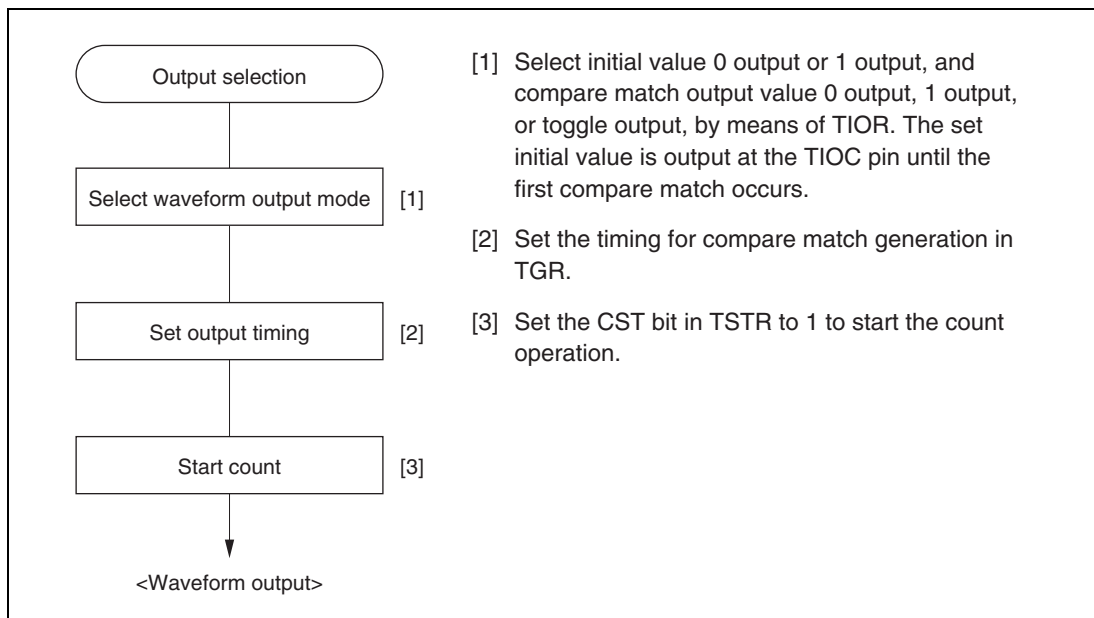 Output selection
Select waveform output mode [1]
Set output timing [2]
Start count [3]
<Waveform output>
[1] Select initial value 0 output or 1 output, and
compare match output value 0 output, 1 output,
or toggle output, by means of TIOR. The set
initial value is output at the TIOC pin until the
first compare match occurs.
[2] Set the timing for compare match generation in
TGR.
[3] Set the CST bit in TSTR to 1 to start the count
operation.